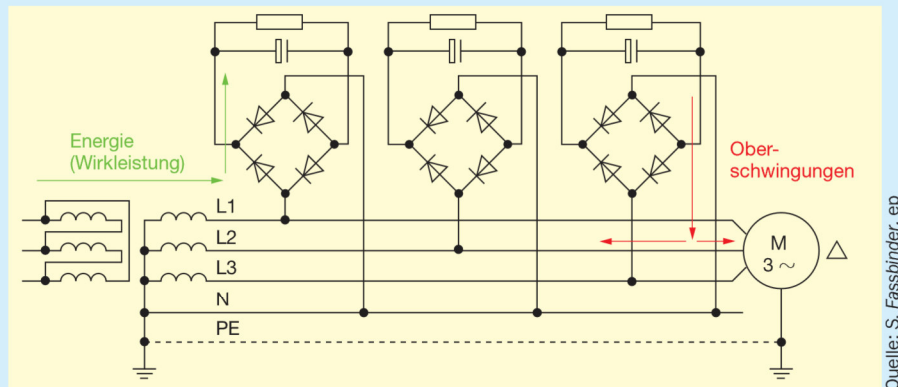 Energie
(Wirkleistung)
Ober-
schwingungen
L1
L2
L3
N
PE
M
3 ~
Quelle: S. Fassbinder, ep